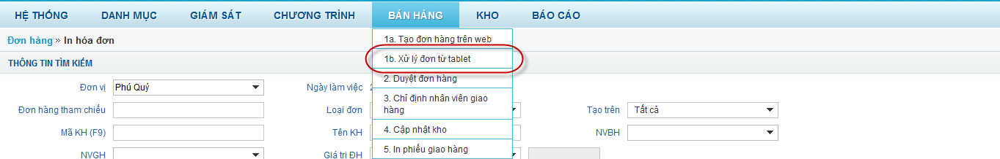 HỆ THỐNG DANH MỤC GIÁM SÁT CHƯƠNG TRÌNH BÁN HÀNG KHO BÁO CÁO
Đơn hàng » In hóa đơn
1a. Tạo đơn hàng trên web
THÔNG TIN TÌM KIẾM
1b. Xử lý đơn từ tablet
2. Duyệt đơn hàng
3. Chỉ định nhân viên giao
hàng
4. Cập nhật kho
5. In phiếu giao hàng
Đơn vị Phú Quý Ngày làm việc 2
Đơn hàng tham chiếu Loại đơn Tạo trên Tất cả
Mã KH (F9) Tên KH NVBH
NVGH Giá trị ĐH